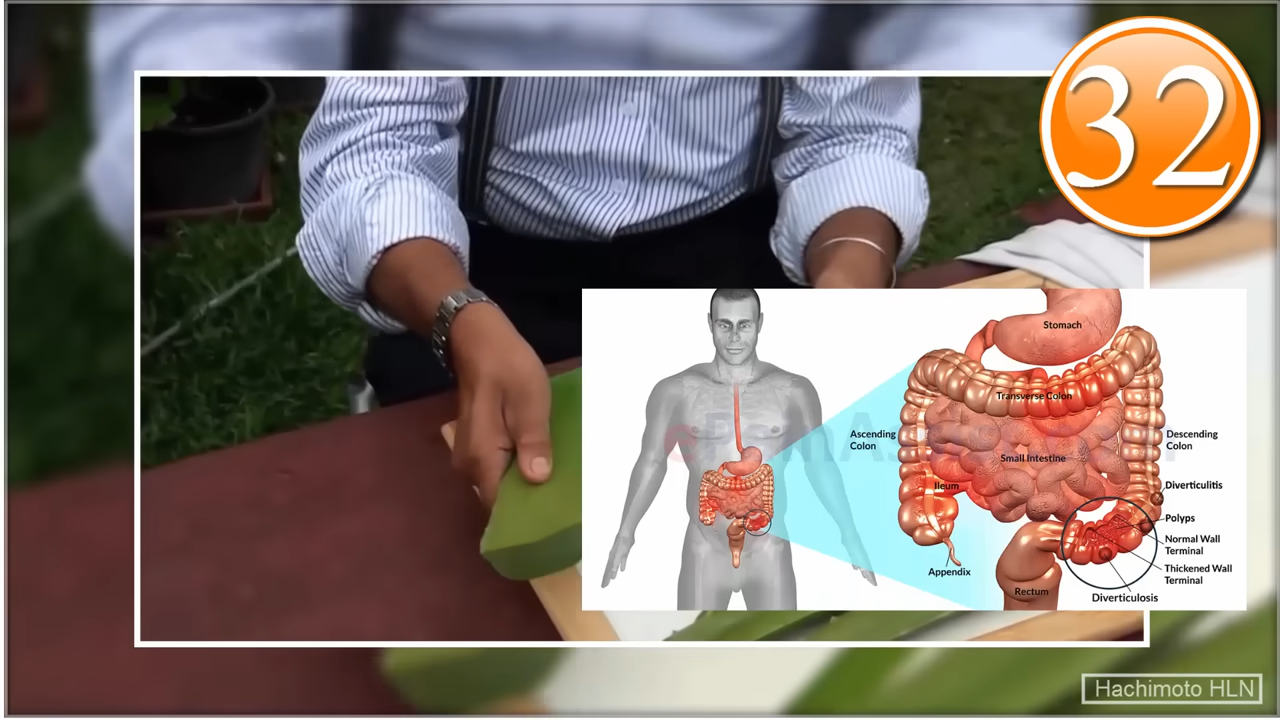 32
Stomach
Transverse Colon
Ascending
Colon
Descending
Colon
Small Intestine
Ileum
Diverticulitis
Polyps
Normal Wall
Terminal
Thickened Wall
Terminal
Appendix
Rectum
Diverticulosis
Hachimoto HLN